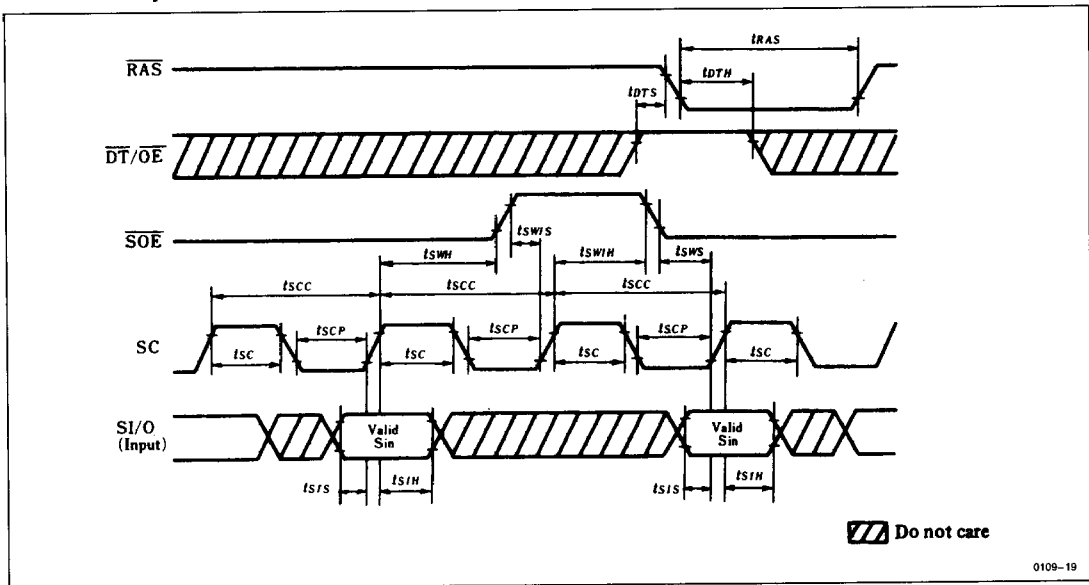 tRAS
RAS
tDTH
tDTS
DT/OE
SOE
tSWIS
tSWH
tSWIH
tSWS
tSCC
tSCC
tSCC
SC
tSCP
tSCP
tSCP
tSC
tSC
tSC
tSC
SI/O
(Input)
Valid
Sin
Valid
Sin
tSIS
tSIH
tSIS
tSIH
Do not care
0109–19